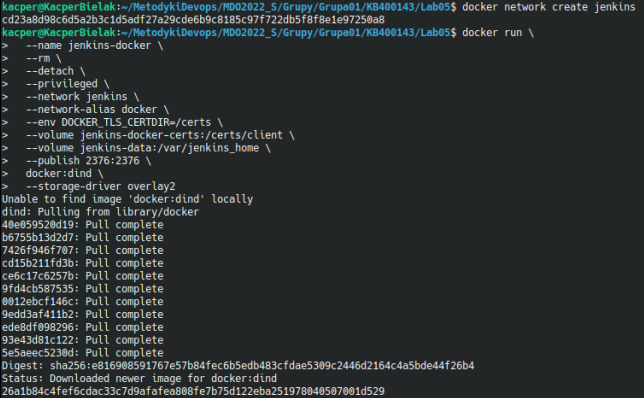 kacper@KacperBielak:~/MetodykiDevops/MDO2022_S/Grupy/Grupa01/KB400143/Lab05$ docker network create jenkins
cd23a8d98c6d5a2b3c1d5adf27a29cde6b9c8185c97f722db5f8f8e1e97250a8
kacper@KacperBielak:~/MetodykiDevops/MDO2022_S/Grupy/Grupa01/KB400143/Lab05$ docker run \
>   --name jenkins-docker \
>   --rm \
>   --detach \
>   --privileged \
>   --network jenkins \
>   --network-alias docker \
>   --env DOCKER_TLS_CERTDIR=/certs \
>   --volume jenkins-docker-certs:/certs/client \
>   --volume jenkins-data:/var/jenkins_home \
>   --publish 2376:2376 \
>   docker:dind \
>   --storage-driver overlay2
Unable to find image 'docker:dind' locally
dind: Pulling from library/docker
40e059520d19: Pull complete
b6755b13d2d7: Pull complete
7426f946f707: Pull complete
cd15b211fd3b: Pull complete
ce6c17c6257b: Pull complete
9fd4cb587535: Pull complete
0012ebcf146c: Pull complete
9edd3af411b2: Pull complete
ede8df098296: Pull complete
93e43d81c122: Pull complete
5e5aeec5230d: Pull complete
Digest: sha256:e816908591767e57b84fec6b5edb483cfdae5309c2446d2164c4a5bde44f26b4
Status: Downloaded newer image for docker:dind
26a1b84c4fef6cdac33c7d9afafea808fe7b75d122eba251978040507001d529